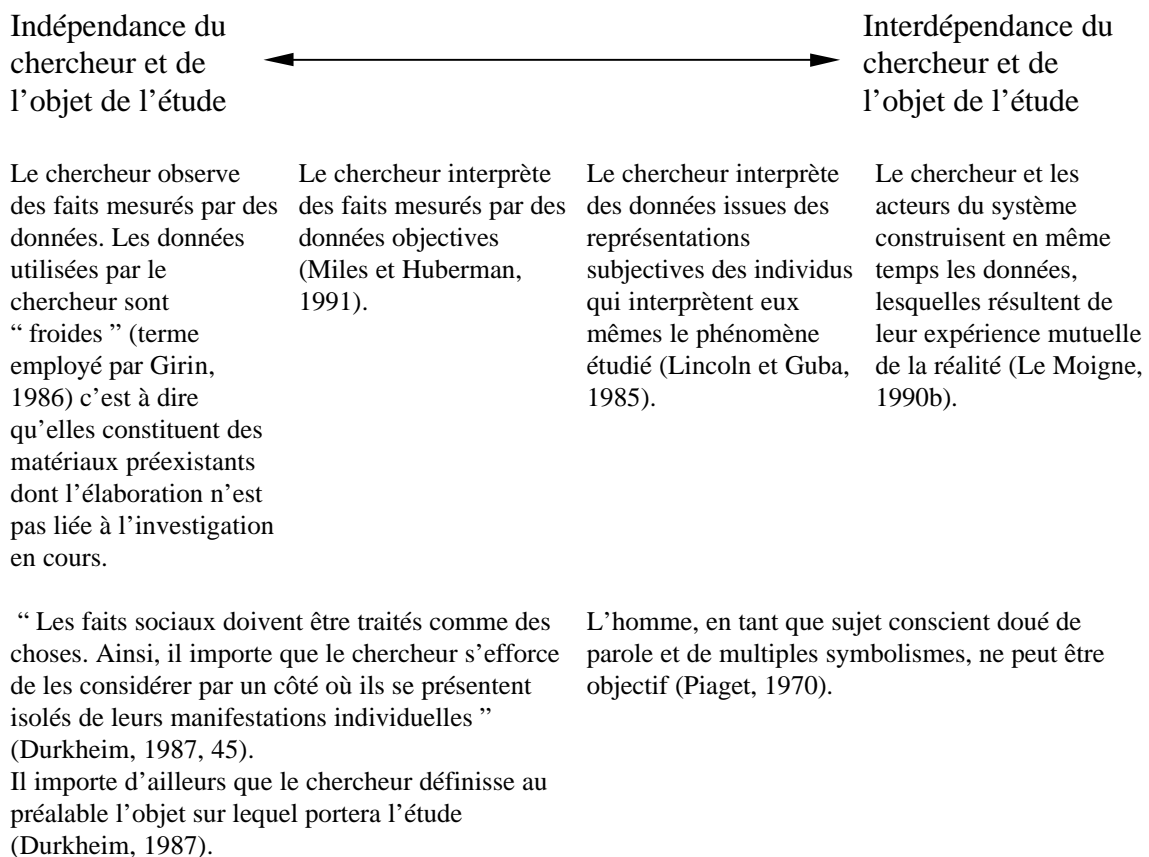 Indépendance du
chercheur et de
l’objet de l’étude
Interdépendance du
chercheur et de
l’objet de l’étude
Le chercheur observe
des faits mesurés par des
données. Les données
utilisées par le
chercheur sont
“ froides ” (terme
employé par Girin,
1986) c’est à dire
qu’elles constituent des
matériaux préexistants
dont l’élaboration n’est
pas liée à l’investigation
en cours.
Le chercheur interprète
des faits mesurés par des
données objectives
(Miles et Huberman,
1991).
Le chercheur interprète
des données issues des
représentations
subjectives des individus
qui interprètent eux
mêmes le phénomène
étudié (Lincoln et Guba,
1985).
Le chercheur et les
acteurs du système
construisent en même
temps les données,
lesquelles résultent de
leur expérience mutuelle
de la réalité (Le Moigne,
1990b).
“ Les faits sociaux doivent être traités comme des
choses. Ainsi, il importe que le chercheur s’efforce
de les considérer par un côté où ils se présentent
isolés de leurs manifestations individuelles ”
(Durkheim, 1987, 45).
Il importe d’ailleurs que le chercheur définisse au
préalable l’objet sur lequel portera l’étude
(Durkheim, 1987).
L’homme, en tant que sujet conscient doué de
parole et de multiples symbolismes, ne peut être
objectif (Piaget, 1970).